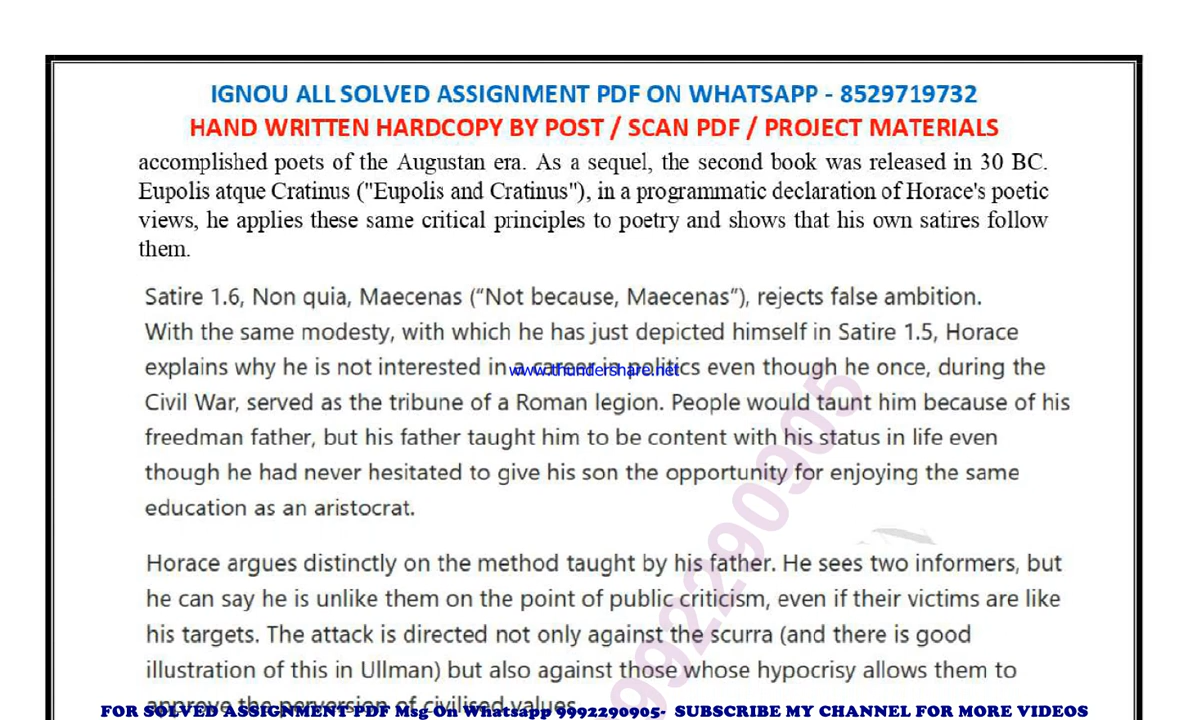 IGNOU ALL SOLVED ASSIGNMENT PDF ON WHATSAPP - 8529719732
HAND WRITTEN HARDCOPY BY POST / SCAN PDF / PROJECT MATERIALS
accomplished poets of the Augustan era. As a sequel, the second book was released in 30 BC.
Eupolis atque Cratinus ("Eupolis and Cratinus"), in a programmatic declaration of Horace's poetic
views, he applies these same critical principles to poetry and shows that his own satires follow
them.
Satire 1.6, Non quia, Maecenas (“Not because, Maecenas”), rejects false ambition.
With the same modesty, with which he has just depicted himself in Satire 1.5, Horace
explains why he is not interested in a career in politics even though he once, during the
www.thundershare.net
Civil War, served as the tribune of a Roman legion. People would taunt him because of his
freedman father, but his father taught him to be content with his status in life even
though he had never hesitated to give his son the opportunity for enjoying the same
education as an aristocrat.
Horace argues distinctly on the method taught by his father. He sees two informers, but
he can say he is unlike them on the point of public criticism, even if their victims are like
his targets. The attack is directed not only against the scurra (and there is good
illustration of this in Ullman) but also against those whose hypocrisy allows them to
approve the perversion of civilised values
FOR SOLVED ASSIGNMENT PDF Msg On Whatsapp 9992290905- SUBSCRIBE MY CHANNEL FOR MORE VIDEOS
9992290905